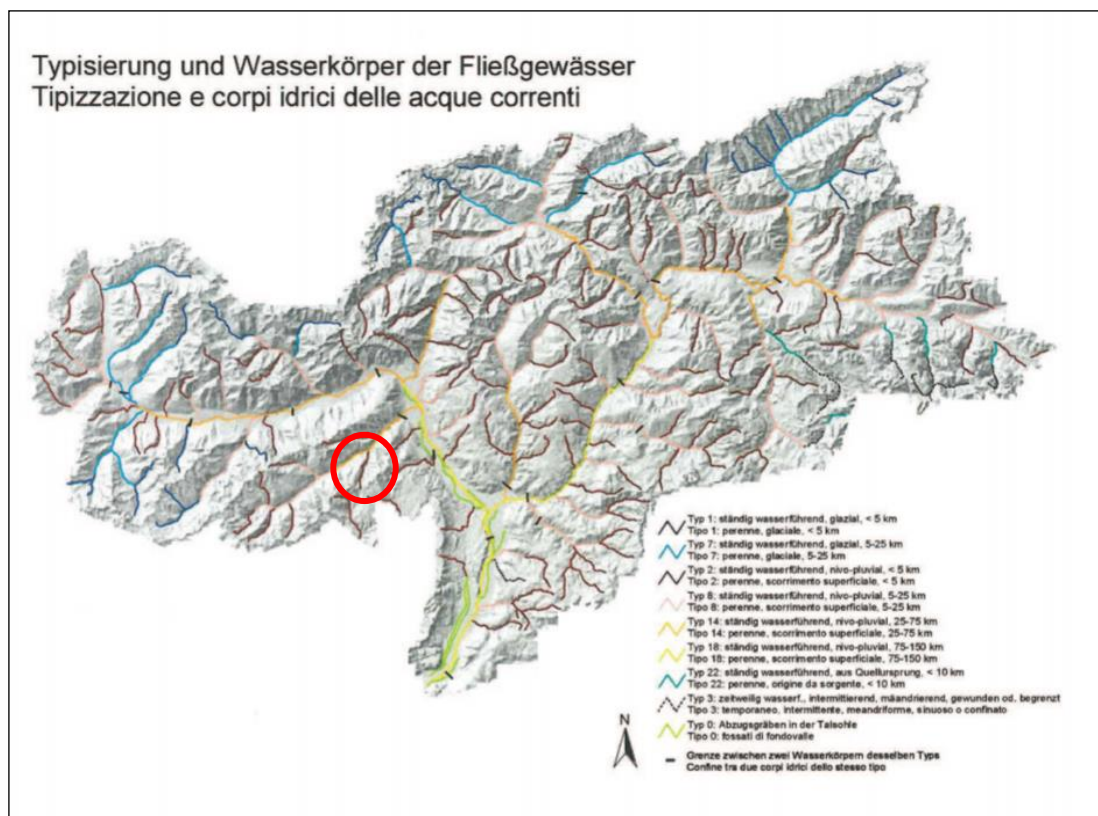 Typisierung und Wasserkörper der Fließgewässer
Tipizzazione e corpi idrici delle acque correnti
Typ 1: ständig wasserführend, glazial, < 5 km
Tipo 1: perenne, glaciale, < 5 km
Typ 7: ständig wasserführend, glazial, 5-25 km
Tipo 7: perenne, glaciale, 5-25 km
Typ 2: ständig wasserführend, nivo-pluvial, < 5 km
Tipo 2: perenne, scorrimento superficiale, < 5 km
Typ 8: ständig wasserführend, nivo-pluvial, 5-25 km
Tipo 8: perenne, scorrimento superficiale, 5-25 km
Typ 14: ständig wasserführend, nivo-pluvial, 25-75 km
Tipo 14: perenne, scorrimento superficiale, 25-75 km
Typ 18: ständig wasserführend, nivo-pluvial, 75-150 km
Tipo 18: perenne, scorrimento superficiale, 75-150 km
Typ 22: ständig wasserführend, aus Quellursprung, < 10 km
Tipo 22: perenne, origine da sorgente, < 10 km
Typ 3: zeitweilig wasserf., intermittierend, mäandrierend, gewunden od. begrenzt
Tipo 3: temporaneo, intermittente, meandriforme, sinuoso o confinato
Typ 0: Abzugsgräben in der Talsohle
Tipo 0: fossati di fondovalle
Grenze zwischen zwei Wasserkörpern desselben Typs
Confine tra due corpi idrici dello stesso tipo
N